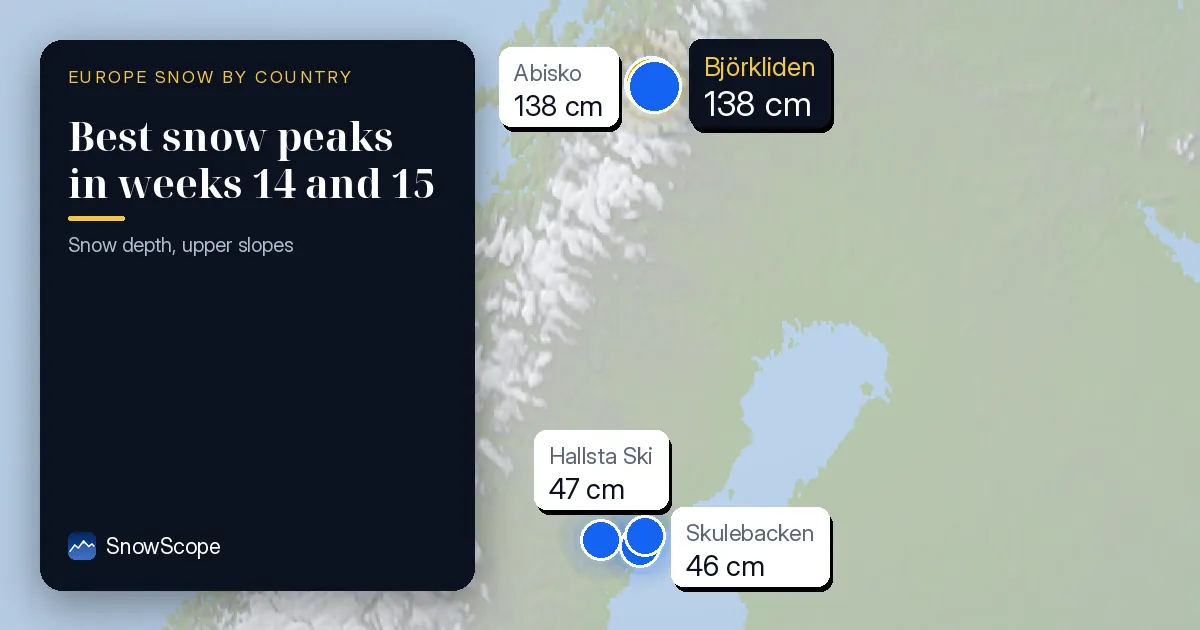 EUROPE SNOW BY COUNTRY
Best snow peaks
in weeks 14 and 15
Snow depth, upper slopes
SnowScope
Abisko
138 cm
Björkliden
138 cm
Hallsta Ski
47 cm
Skulebacken
46 cm